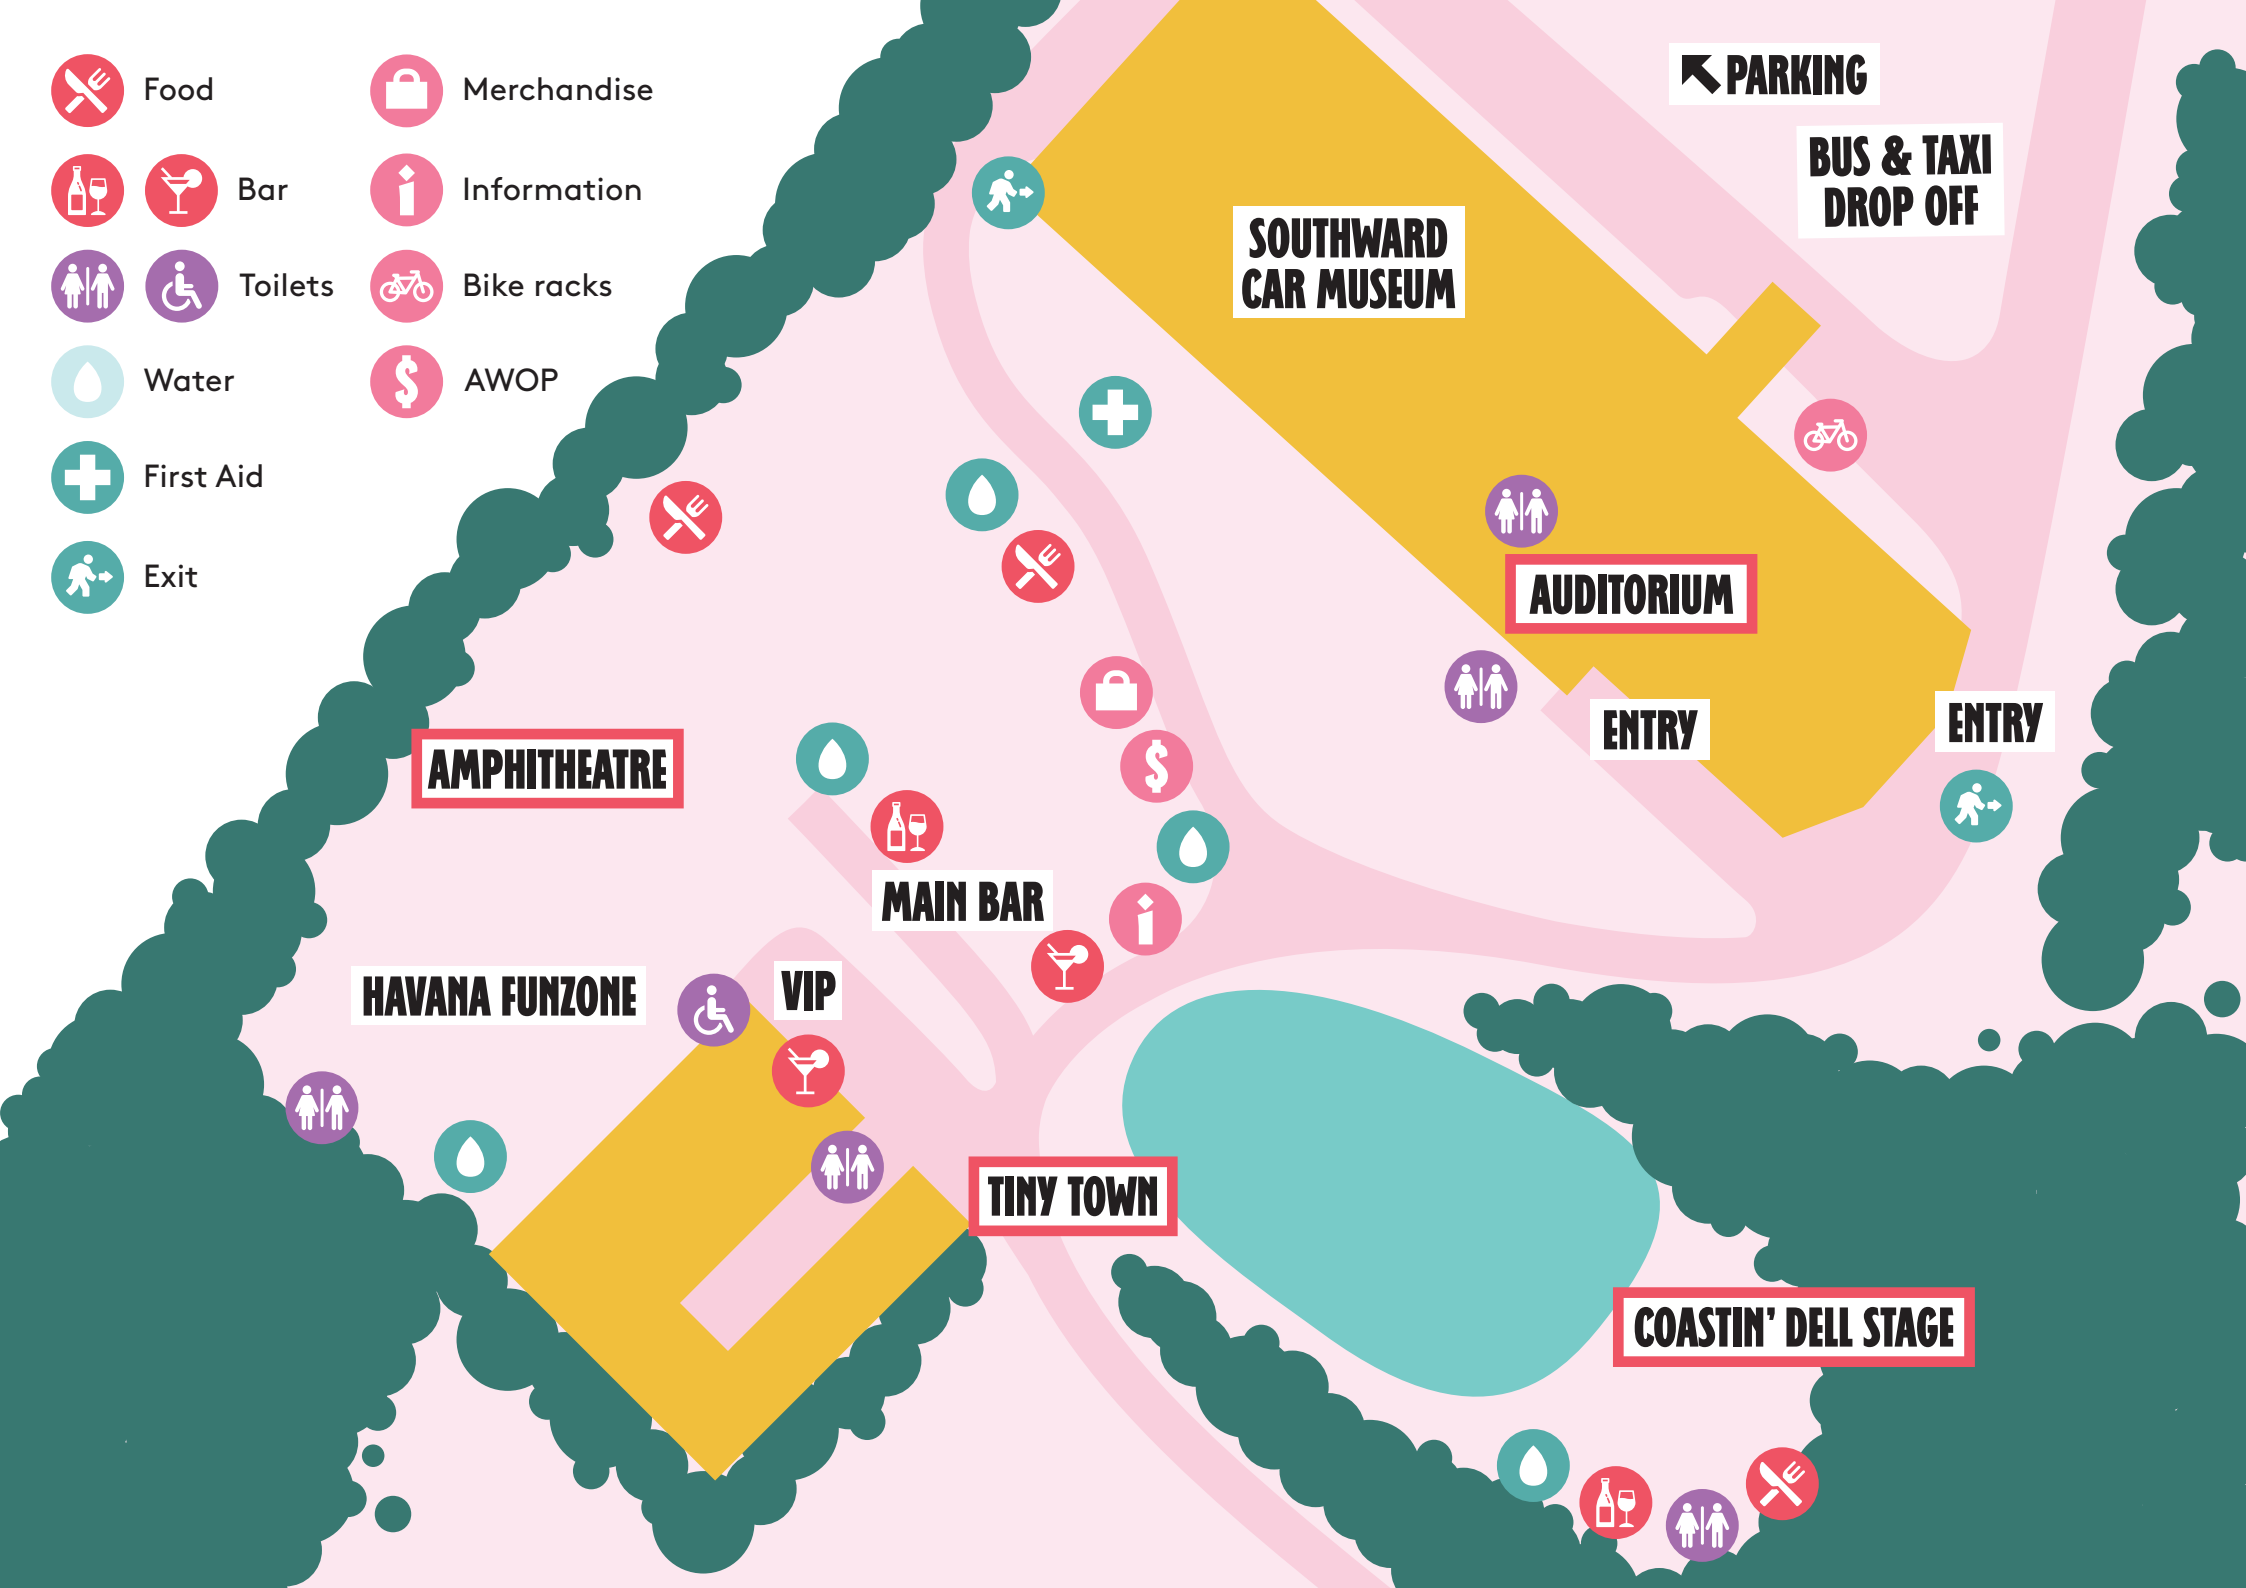 Food
Merchandise
Bar
Information
Toilets
Bike racks
Water
AWOP
First Aid
Exit
PARKING
BUS & TAXI
DROP OFF
SOUTHWARD
CAR MUSEUM
AUDITORIUM
ENTRY
ENTRY
AMPHITHEATRE
MAIN BAR
HAVANA FUNZONE
VIP
TINY TOWN
COASTIN' DELL STAGE